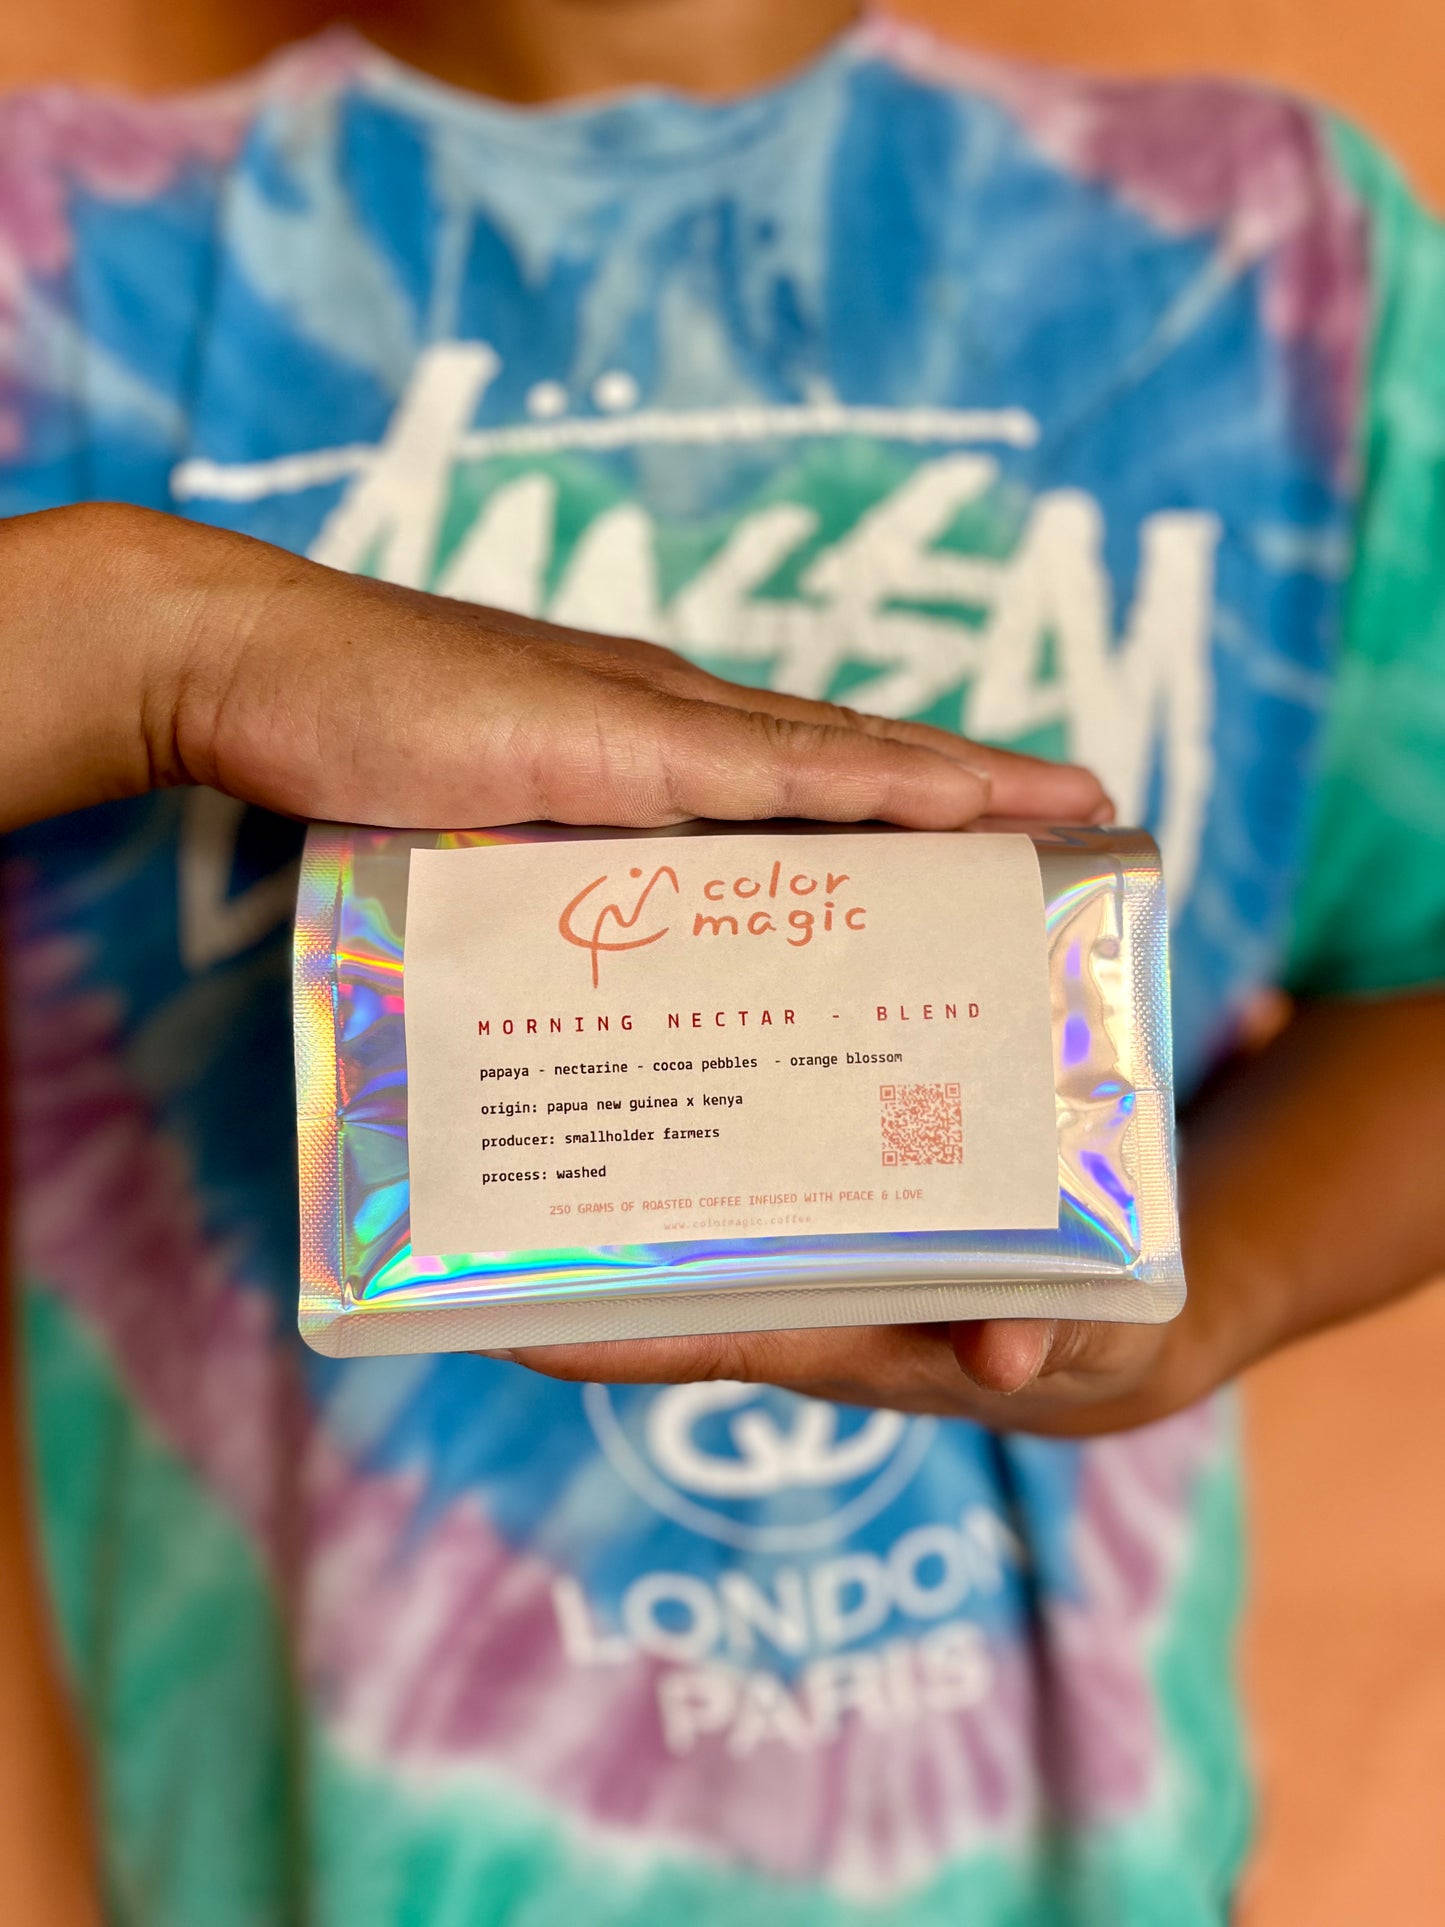 Stüssy
color
magic
MORNING NECTAR - BLEND
papaya - nectarine - cocoa pebbles - orange blossom
origin: papua new guinea x kenya
producer: smallholder farmers
process: washed
250 GRAMS OF ROASTED COFFEE INFUSED WITH PEACE & LOVE
www.colormagic.coffee
LONDON
PARIS